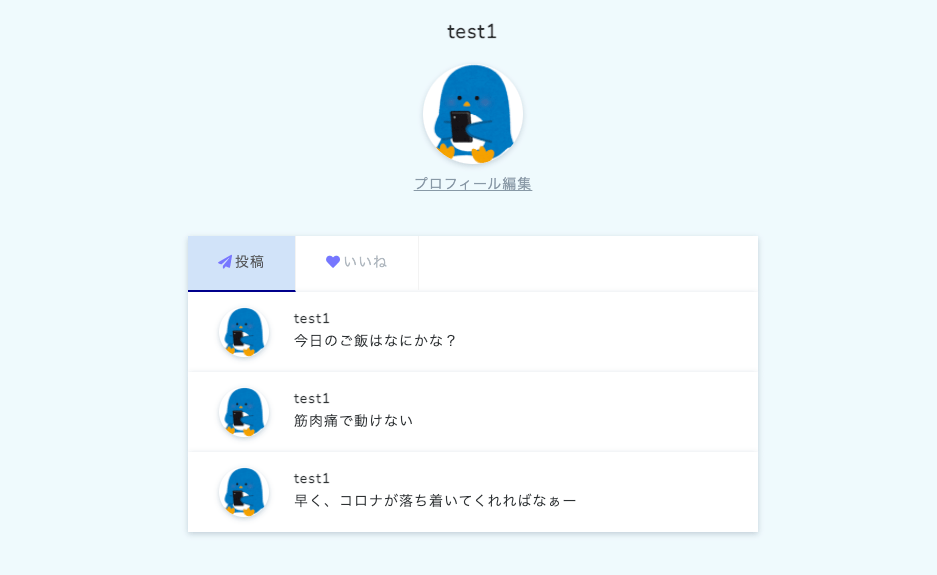 test1
プロフィール編集
投稿
いいね
test1
今日のご飯はなにかな？
test1
筋肉痛で動けない
test1
早く、コロナが落ち着いてくれればなぁー